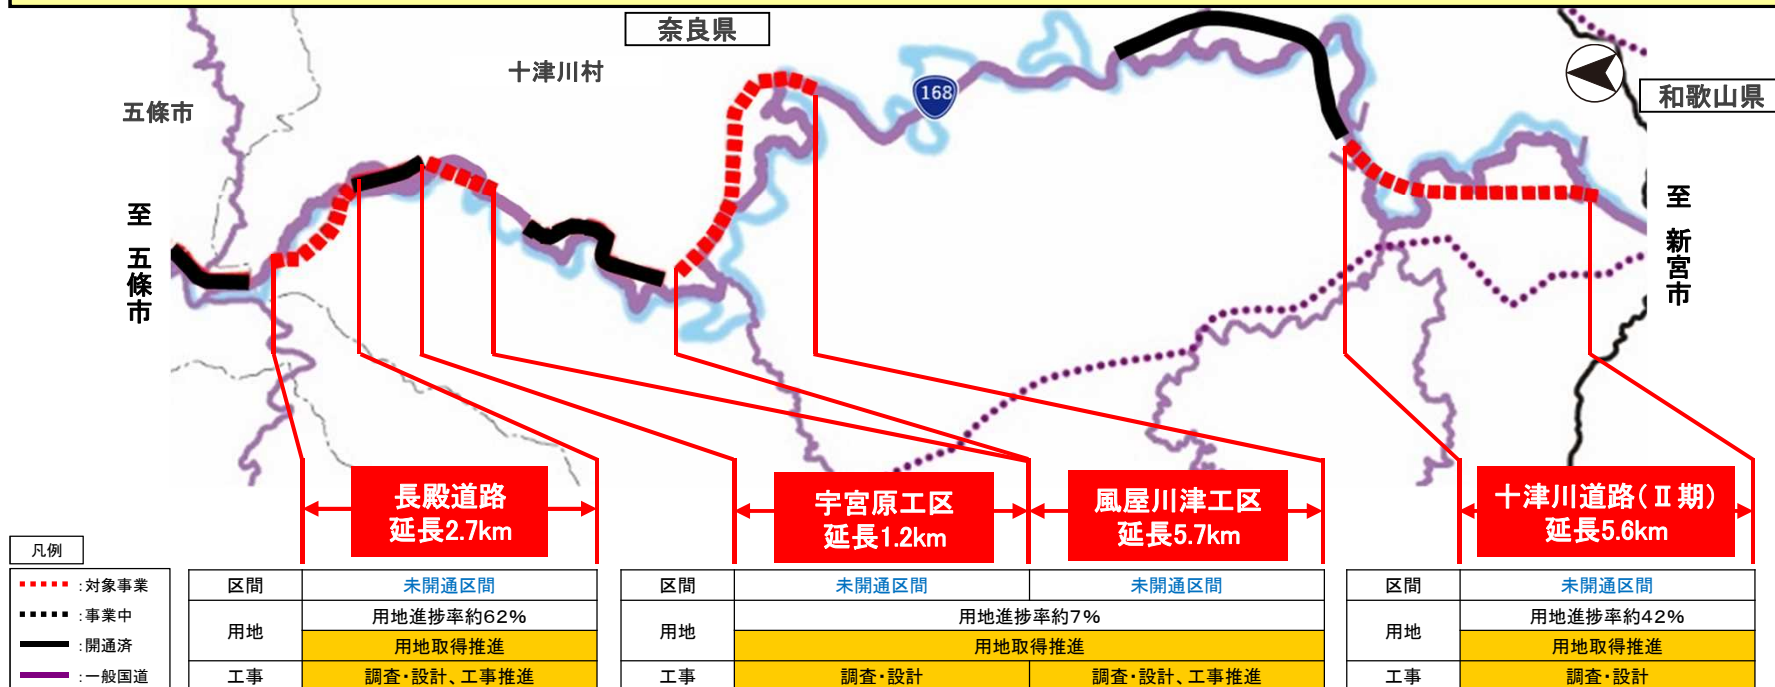 奈良県
十津川村
五條市
168
和歌山県
至 五條市
至 新宮市
長殿道路
延長2.7km
宇宮原工区
延長1.2km
風屋川津工区
延長5.7km
十津川道路(Ⅱ期)
延長5.6km
凡例
:対象事業
:事業中
:開通済
:一般国道
区間 未開通区間
用地 用地進捗率約62%
用地取得推進
工事 調査・設計、工事推進
区間 未開通区間 未開通区間
用地 用地進捗率約7%
用地取得推進
工事 調査・設計 調査・設計、工事推進
区間 未開通区間
用地 用地進捗率約42%
用地取得推進
工事 調査・設計